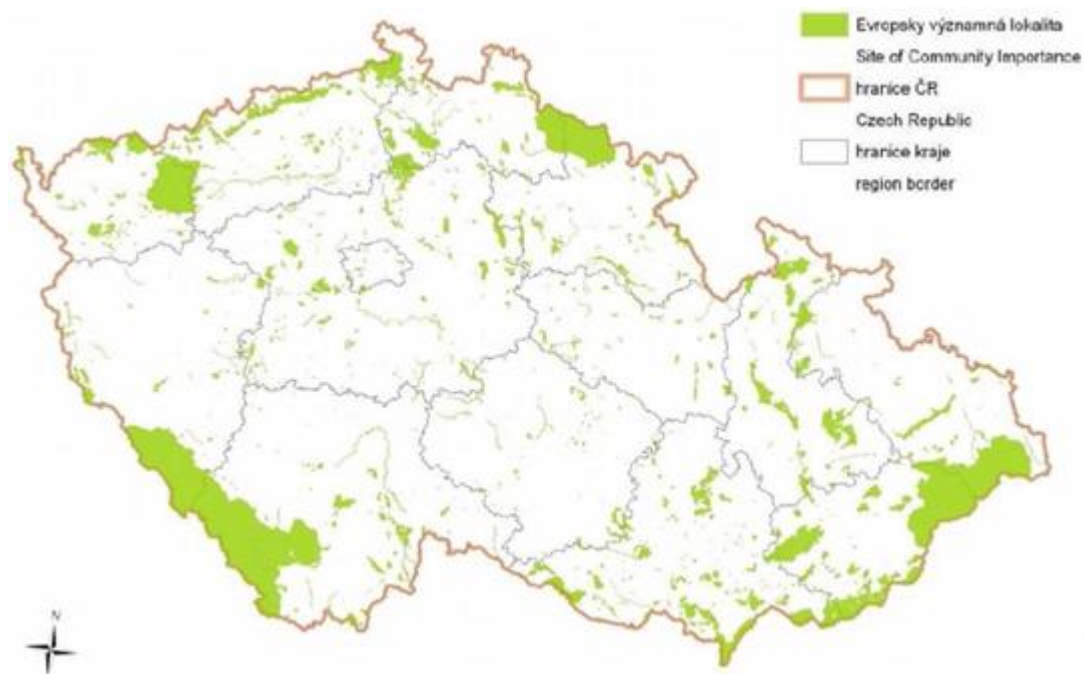 Evropsky významná lokalita
Site of Community Importance
hranice ČR
Czech Republic
hranice kraje
region border
N